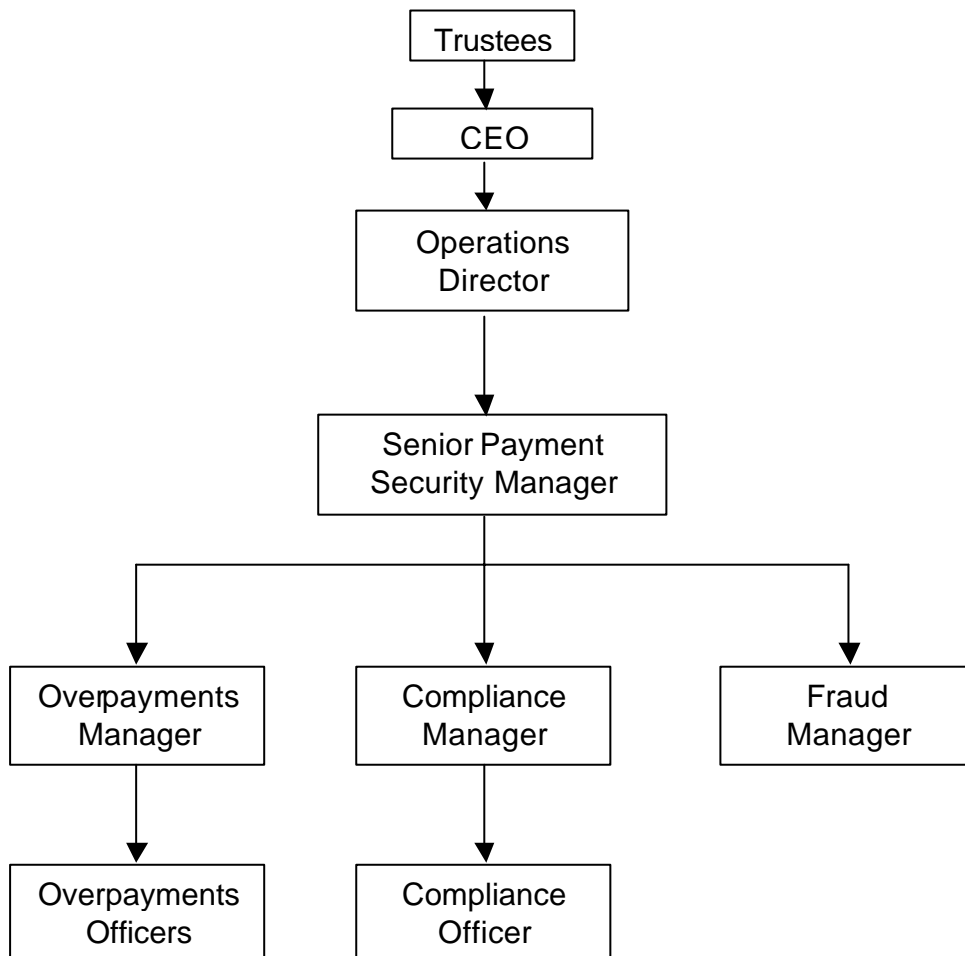 Trustees
CEO
Operations
Director
Senior Payment
Security Manager
Overpayments
Manager
Compliance
Manager
Fraud
Manager
Overpayments
Officers
Compliance
Officer